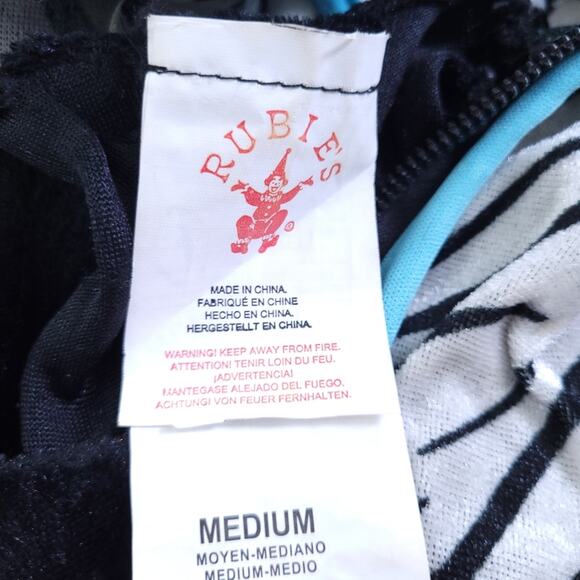 RUBIE'S
®
MADE IN CHINA.
FABRIQUÉ EN CHINE
HECHO EN CHINA.
HERGESTELLT EN CHINA.
WARNING! KEEP AWAY FROM FIRE.
ATTENTION! TENIR LOIN DU FEU.
¡ADVERTENCIA!
MANTEGASE ALEJADO DEL FUEGO.
ACHTUNG! VON FEUER FERNHALTEN.
MEDIUM
MOYEN-MEDIANO
MEDIUM-MEDIO